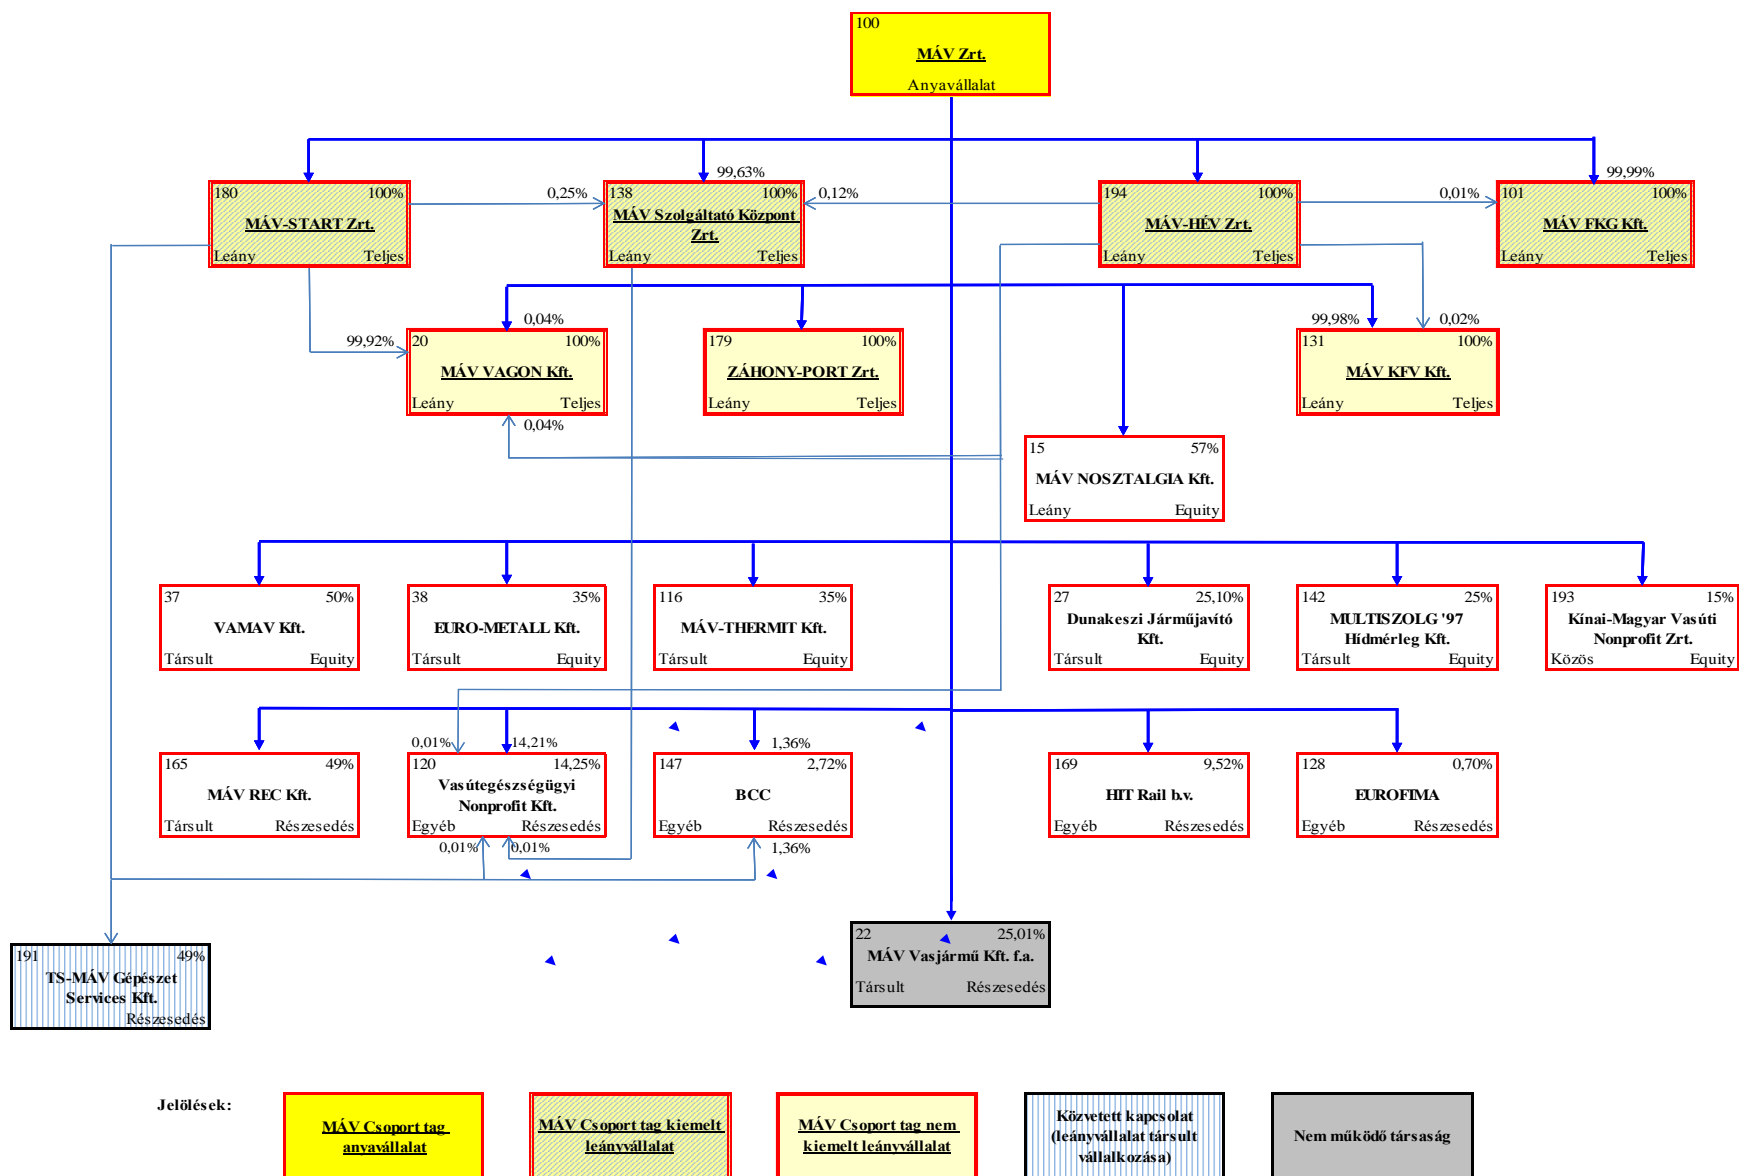 100
MÁV Zrt.
Anyavállalat
99,63%
99,99%
180 100%
MÁV-START Zrt.
Leány Teljes
0,25%
138 100%
MÁV Szolgáltató Központ
Zrt.
Leány Teljes
0,12%
194 100%
MÁV-HÉV Zrt.
Leány Teljes
0,01%
101 100%
MÁV FKG Kft.
Leány Teljes
0,04%
99,92%
20 100%
MÁV VAGON Kft.
Leány Teljes
0,04%
179 100%
ZÁHONY-PORT Zrt.
Leány Teljes
99,98%
0,02%
131 100%
MÁV KFV Kft.
Leány Teljes
15 57%
MÁV NOSZTALGIA Kft.
Leány Equity
37 50%
VAMAV Kft.
Társult Equity
38 35%
EURO-METALL Kft.
Társult Equity
116 35%
MÁV-THERMIT Kft.
Társult Equity
27 25,10%
Dunakeszi Járműjavító
Kft.
Társult Equity
142 25%
MULTISZOLG '97
Hídmérleg Kft.
Társult Equity
193 15%
Kínai-Magyar Vasúti
Nonprofit Zrt.
Közös Equity
165 49%
MÁV REC Kft.
Társult Részesedés
0,01%
14,21%
120 14,25%
Vasútegészségügyi
Nonprofit Kft.
Egyéb Részesedés
0,01%
0,01%
1,36%
147 2,72%
BCC
Egyéb Részesedés
1,36%
169 9,52%
HIT Rail b.v.
Egyéb Részesedés
128 0,70%
EUROFIMA
Egyéb Részesedés
191 49%
TS-MÁV Gépészet
Services Kft.
Részesedés
22 25,01%
MÁV Vasjármű Kft. f.a.
Társult Részesedés
Jelölések:
MÁV Csoport tag
anyavállalat
MÁV Csoport tag kiemelt
leányvállalat
MÁV Csoport tag nem
kiemelt leányvállalat
Közvetett kapcsolat
(leányvállalat társult
vállalkozása)
Nem működő társaság